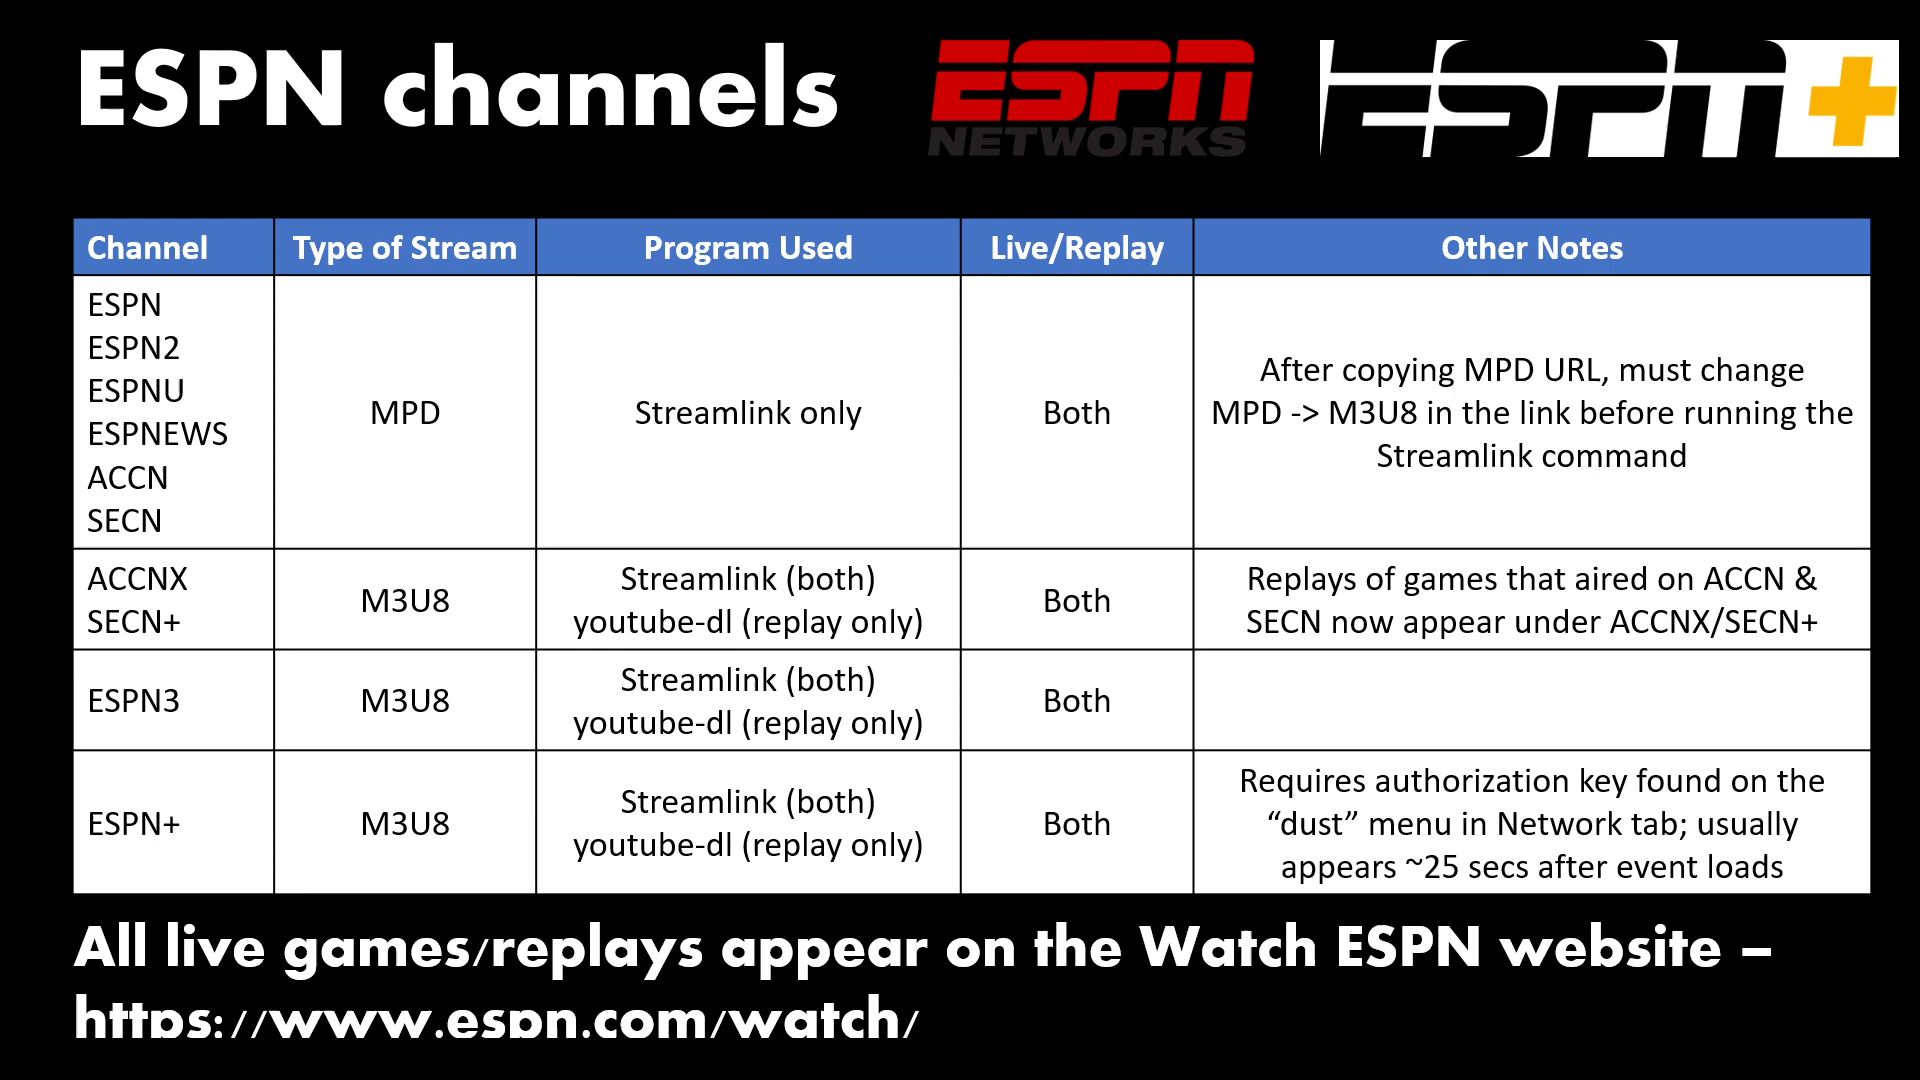 ESPN channels
ESPN
NETWORKS
ESPN+
Channel
Type of Stream
Program Used
Live/Replay
Other Notes
ESPN
ESPN2
ESPNU
ESPNEWS
ACCN
SECN
MPD
Streamlink only
Both
After copying MPD URL, must change
MPD -> M3U8 in the link before running the
Streamlink command
ACCNX
SECN+
M3U8
Streamlink (both)
youtube-dl (replay only)
Both
Replays of games that aired on ACCN &
SECN now appear under ACCNX/SECN+
ESPN3
M3U8
Streamlink (both)
youtube-dl (replay only)
Both
ESPN+
M3U8
Streamlink (both)
youtube-dl (replay only)
Both
Requires authorization key found on the
“dust” menu in Network tab; usually
appears ~25 secs after event loads
All live games/replays appear on the Watch ESPN website –
https://www.espn.com/watch/